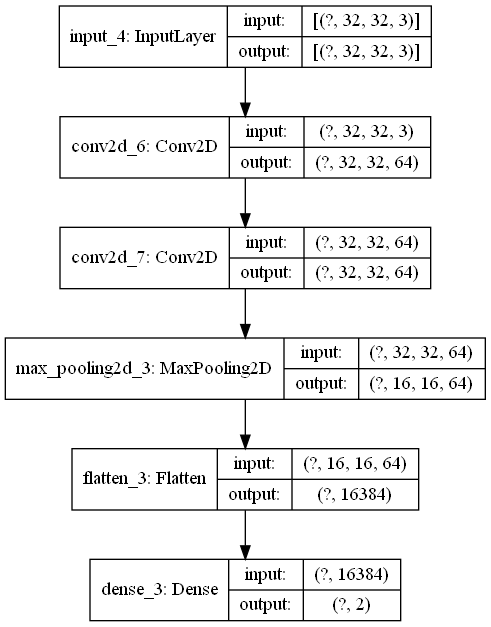 input_4: InputLayer
input:
[(?, 32, 32, 3)]
output:
[(?, 32, 32, 3)]
conv2d_6: Conv2D
input:
(?, 32, 32, 3)
output:
(?, 32, 32, 64)
conv2d_7: Conv2D
input:
(?, 32, 32, 64)
output:
(?, 32, 32, 64)
max_pooling2d_3: MaxPooling2D
input:
(?, 32, 32, 64)
output:
(?, 16, 16, 64)
flatten_3: Flatten
input:
(?, 16, 16, 64)
output:
(?, 16384)
dense_3: Dense
input:
(?, 16384)
output:
(?, 2)